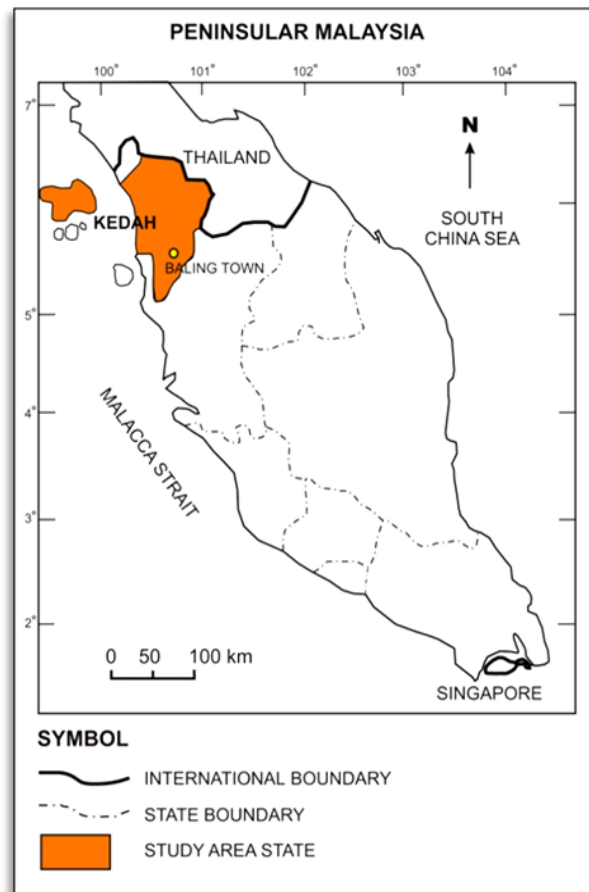 PENINSULAR MALAYSIA
100° 101° 102° 103° 104°
7°
THAILAND
N
KEDAH
SOUTH
CHINA SEA
BALING TOWN
5°
4°
MALACCA STRAIT
3°
2°
0 50 100 km
SINGAPORE
SYMBOL
INTERNATIONAL BOUNDARY
STATE BOUNDARY
STUDY AREA STATE